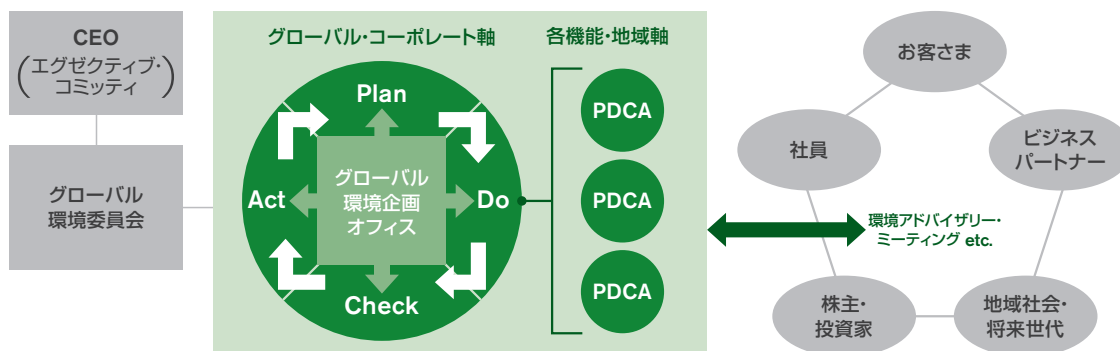 CEO
(エグゼクティブ・
コミッティ)
グローバル
環境委員会
グローバル・コーポレート軸
Plan
Do
Check
Act
グローバル
環境企画
オフィス
各機能・地域軸
PDCA
PDCA
PDCA
環境アドバイザリー・
ミーティング etc.
お客さま
社員
ビジネス
パートナー
株主・
投資家
地域社会・
将来世代